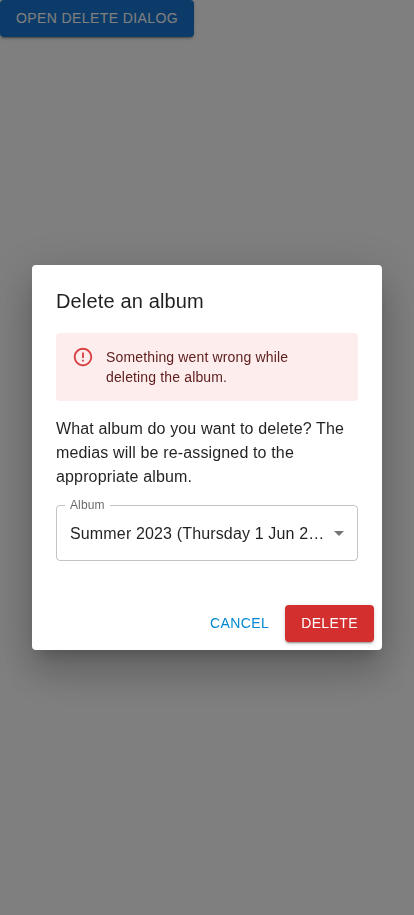 OPEN DELETE DIALOG
Delete an album
Something went wrong while
deleting the album.
What album do you want to delete? The
medias will be re-assigned to the
appropriate album.
Album
Summer 2023 (Thursday 1 Jun 2…
CANCEL DELETE